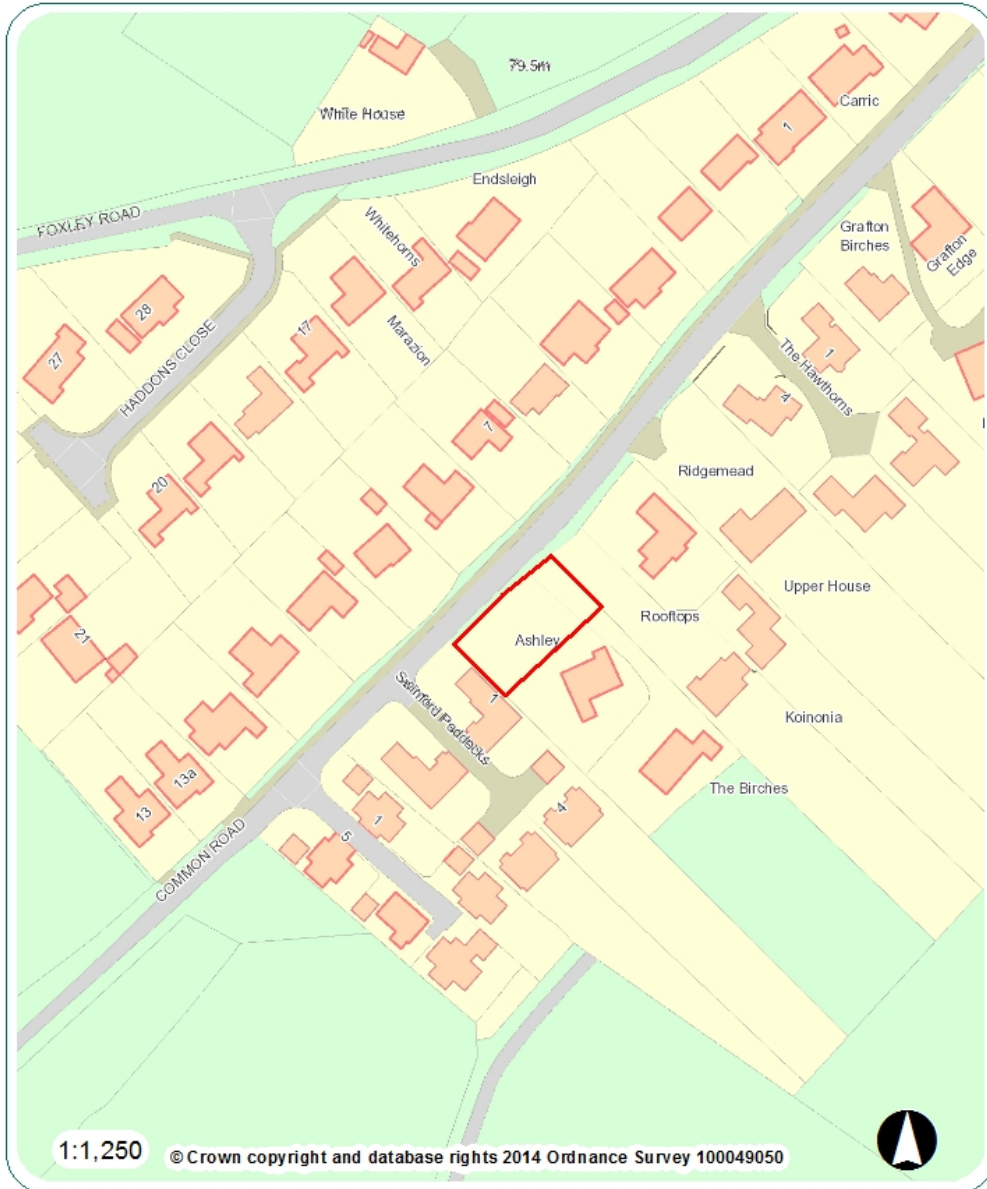 79.5m
White House
Carric
1
Endsleigh
FOXLEY ROAD
Whitehorns
Grafton
Birches
Grafton
Edge
28
17
Marazion
27
HADDONS CLOSE
The Hawthorns
1
4
7
20
Ridgemead
Upper House
Rooftops
21
Ashley
1
Koinonia
13a
The Birches
13
1
4
5
COMMON ROAD
1:1,250
© Crown copyright and database rights 2014 Ordnance Survey 100049050